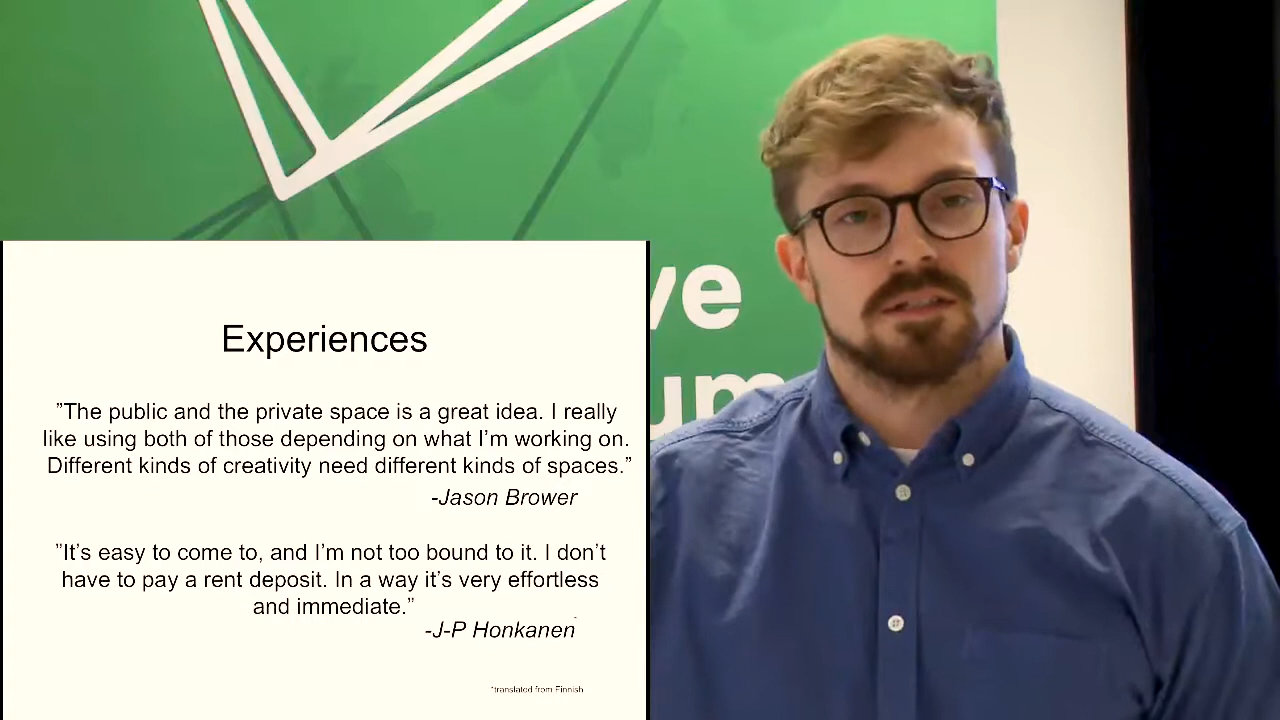 ve
um
Experiences
”The public and the private space is a great idea. I really
like using both of those depending on what I’m working on.
Different kinds of creativity need different kinds of spaces.”
-Jason Brower
”It’s easy to come to, and I’m not too bound to it. I don’t
have to pay a rent deposit. In a way it’s very effortless
and immediate.”
-J-P Honkanen
*translated from Finnish